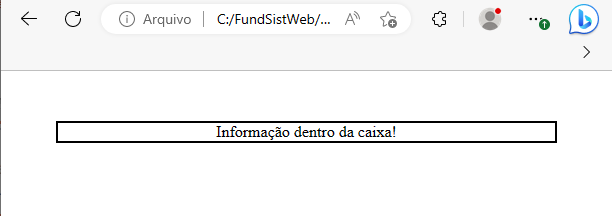 Arquivo C:/FundSistWeb/... A
Informação dentro da caixa!